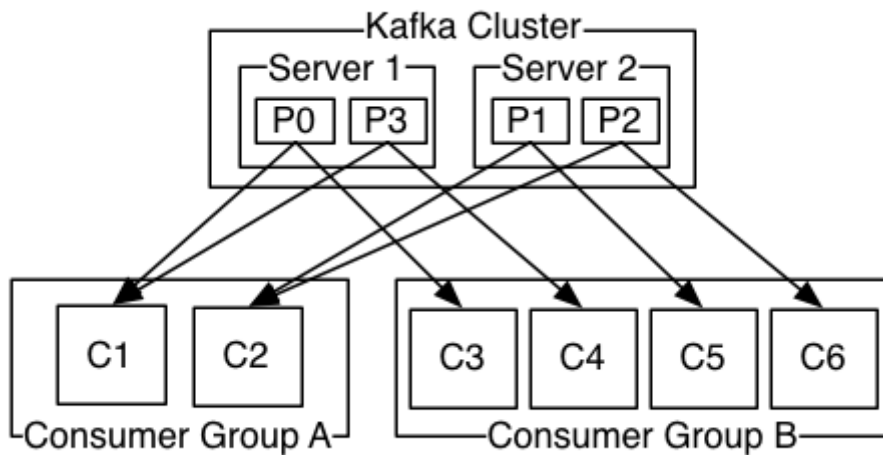 Kafka Cluster
Server 1 Server 2
P0 P3 P1 P2
C1 C2 C3 C4 C5 C6
Consumer Group A Consumer Group B